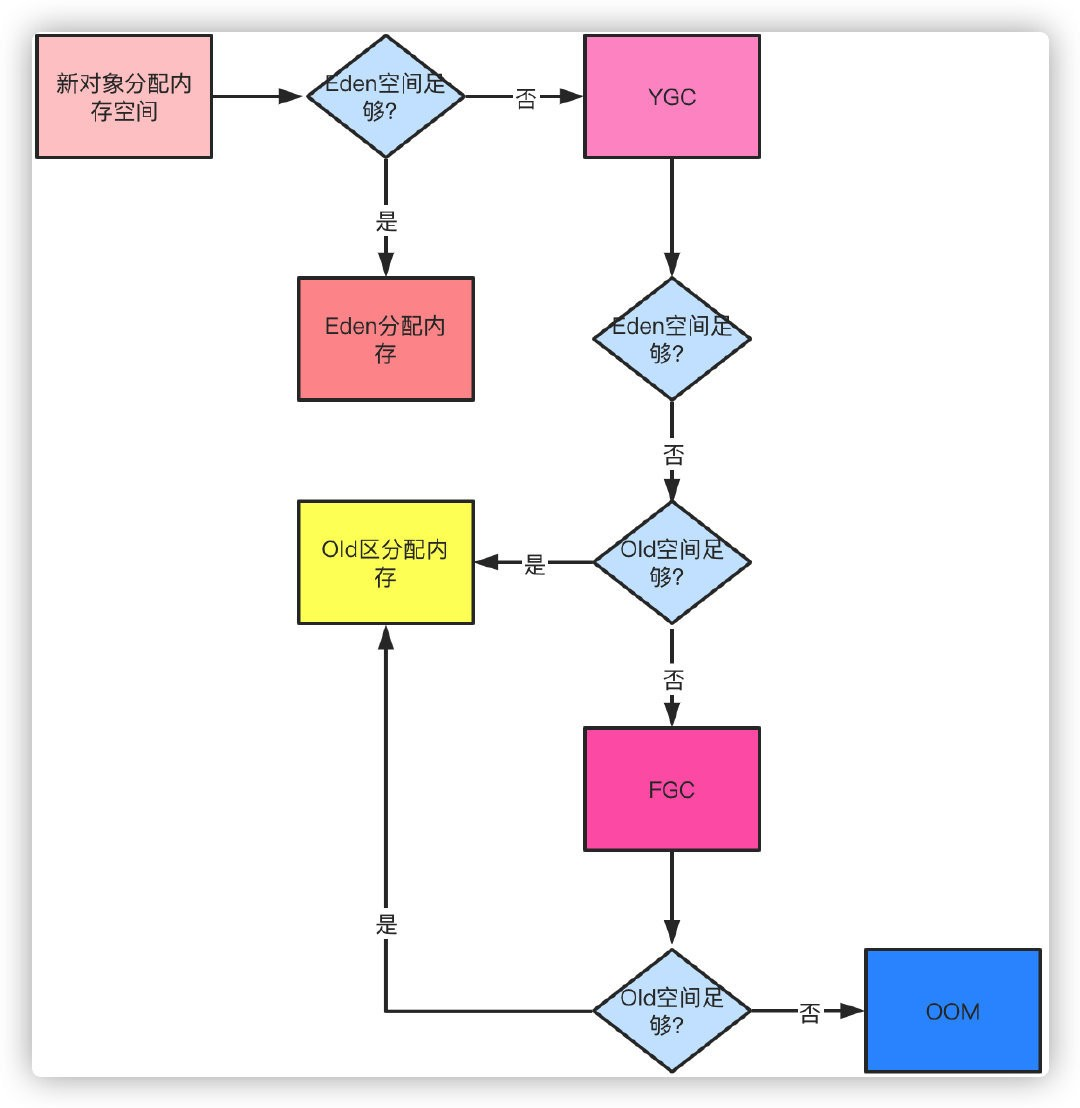 新对象分配内
存空间
Eden空间足
够?
否
YGC
是
Eden分配内
存
Eden空间足
够?
否
Old区分配内
存
是
Old空间足
够?
否
FGC
是
Old空间足
够?
否
OOM